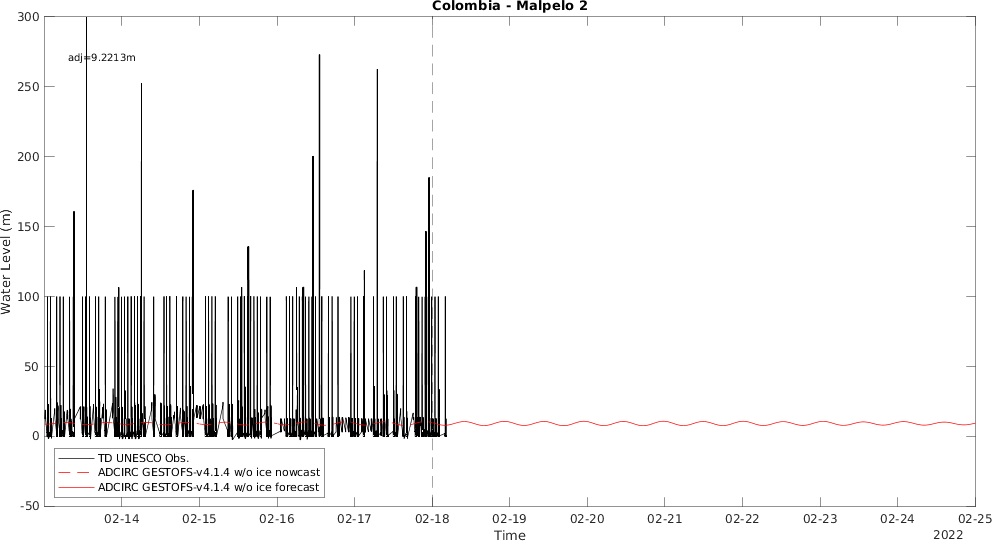 Colombia - Malpelo 2
300
adj=9.2213m
250
200
150
100
50
0
-50
Water Level (m)
TD UNESCO Obs.
ADCIRC GESTOFS-v4.1.4 w/o ice nowcast
ADCIRC GESTOFS-v4.1.4 w/o ice forecast
02-14 02-15 02-16 02-17 02-18 02-19 02-20 02-21 02-22 02-23 02-24 02-25
Time
2022